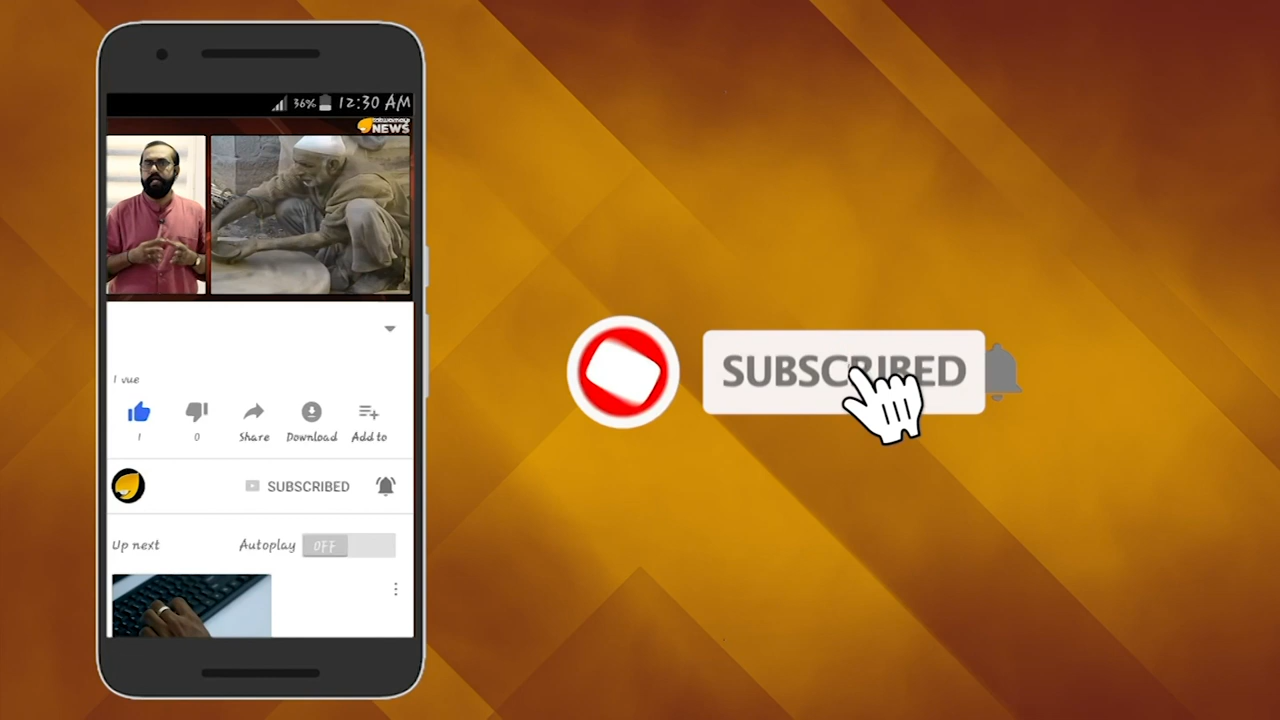 36% 12:30 AM
NEWS
1 vue
1
0
Share
Download
Add to
SUBSCRIBED
Up next
Autoplay
OFF
SUBSCRIBED